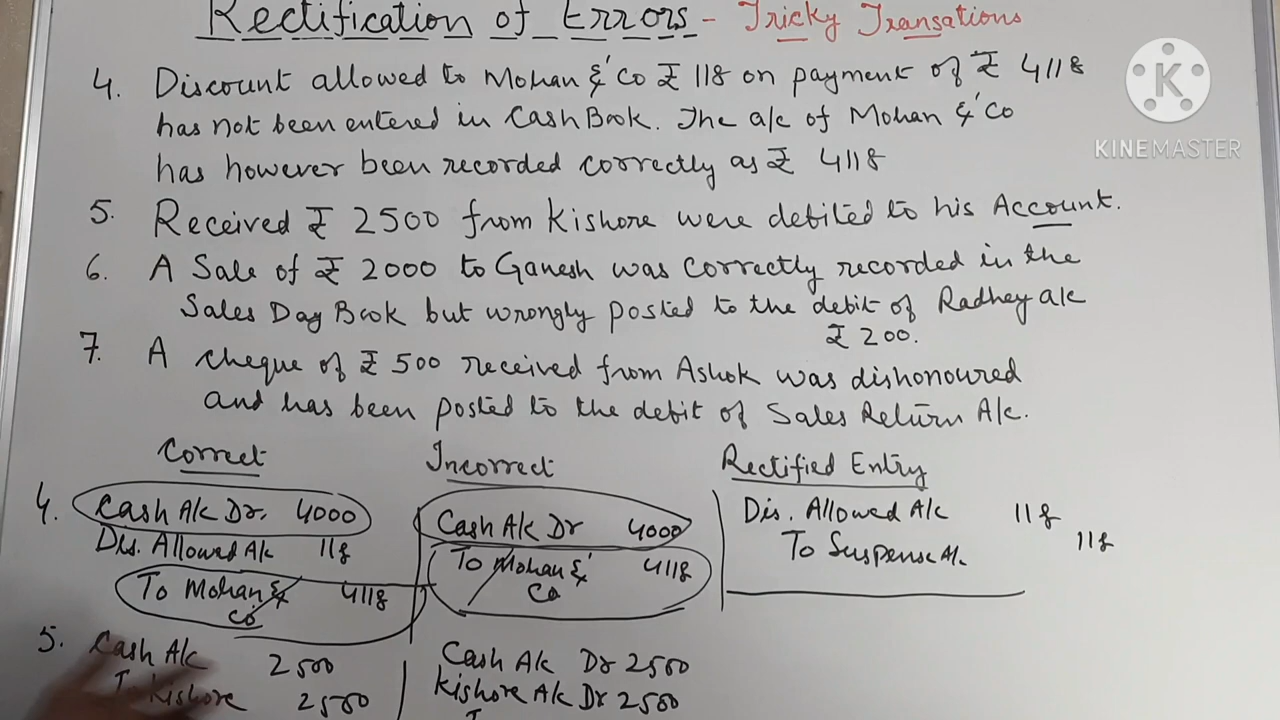 Rectification of Errors - Tricky Transations
4. Discount allowed to Mohan & Co ₹ 118 on payment of ₹ 4118
has not been entered in Cash Book. The a/c of Mohan & Co
has however been recorded correctly as ₹ 4118
5. Received ₹ 2500 from Kishore were debited to his Account.
6. A Sale of ₹ 2000 to Ganesh was correctly recorded in the
Sales Day Book but wrongly posted to the debit of Radhey a/c
₹ 200.
7. A cheque of ₹ 500 received from Ashok was dishonoured
and has been posted to the debit of Sales Return A/c.
Correct Incorrect Rectified Entry
4. Cash A/c Dr. 4000 Cash A/c Dr 4000 Dis. Allowed A/c 118
Dis. Allowed A/c 118 To Mohan & Co 4118 To Suspense A/c 118
To Mohan & Co 4118
5. Cash A/c 2500 Cash A/c Dr 2500
Kishore 2500 Kishore A/c Dr 2500
K
KINEMASTER